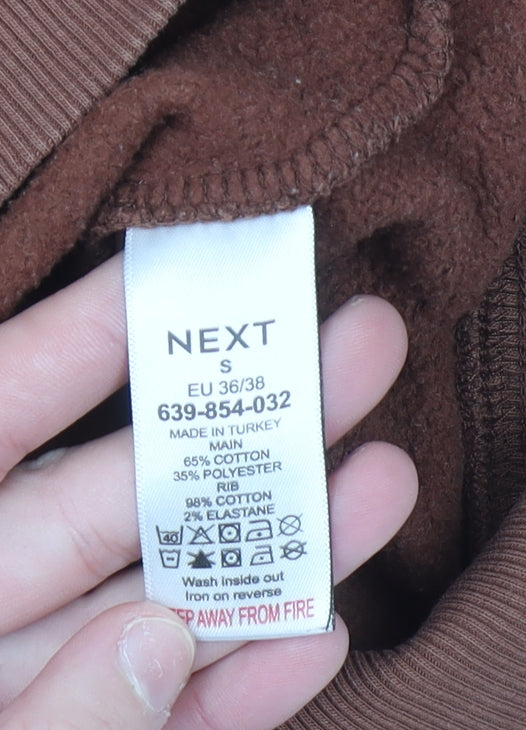 NEXT
S
EU 36/38
639-854-032
MADE IN TURKEY
MAIN
65% COTTON
35% POLYESTER
RIB
98% COTTON
2% ELASTANE
40
Wash inside out
Iron on reverse
EP AWAY FROM FIRE